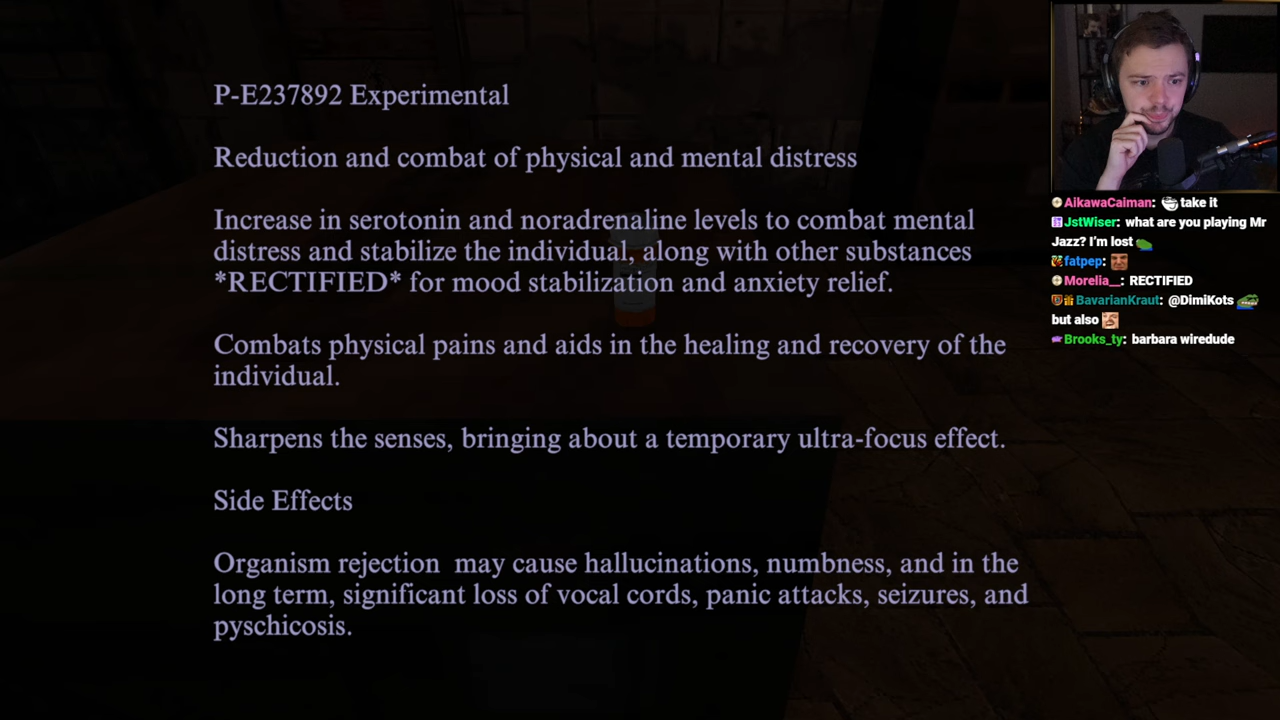 P-E237892 Experimental
Reduction and combat of physical and mental distress
Increase in serotonin and noradrenaline levels to combat mental
distress and stabilize the individual, along with other substances
*RECTIFIED* for mood stabilization and anxiety relief.
Combats physical pains and aids in the healing and recovery of the
individual.
Sharpens the senses, bringing about a temporary ultra-focus effect.
Side Effects
Organism rejection  may cause hallucinations, numbness, and in the
long term, significant loss of vocal cords, panic attacks, seizures, and
pyschicosis.
AikawaCaiman: take it
JstWiser: what are you playing Mr
Jazz? I'm lost
fatpep:
Morelia__: RECTIFIED
BavarianKraut: @DimiKots
but also
Brooks_ty: barbara wiredude